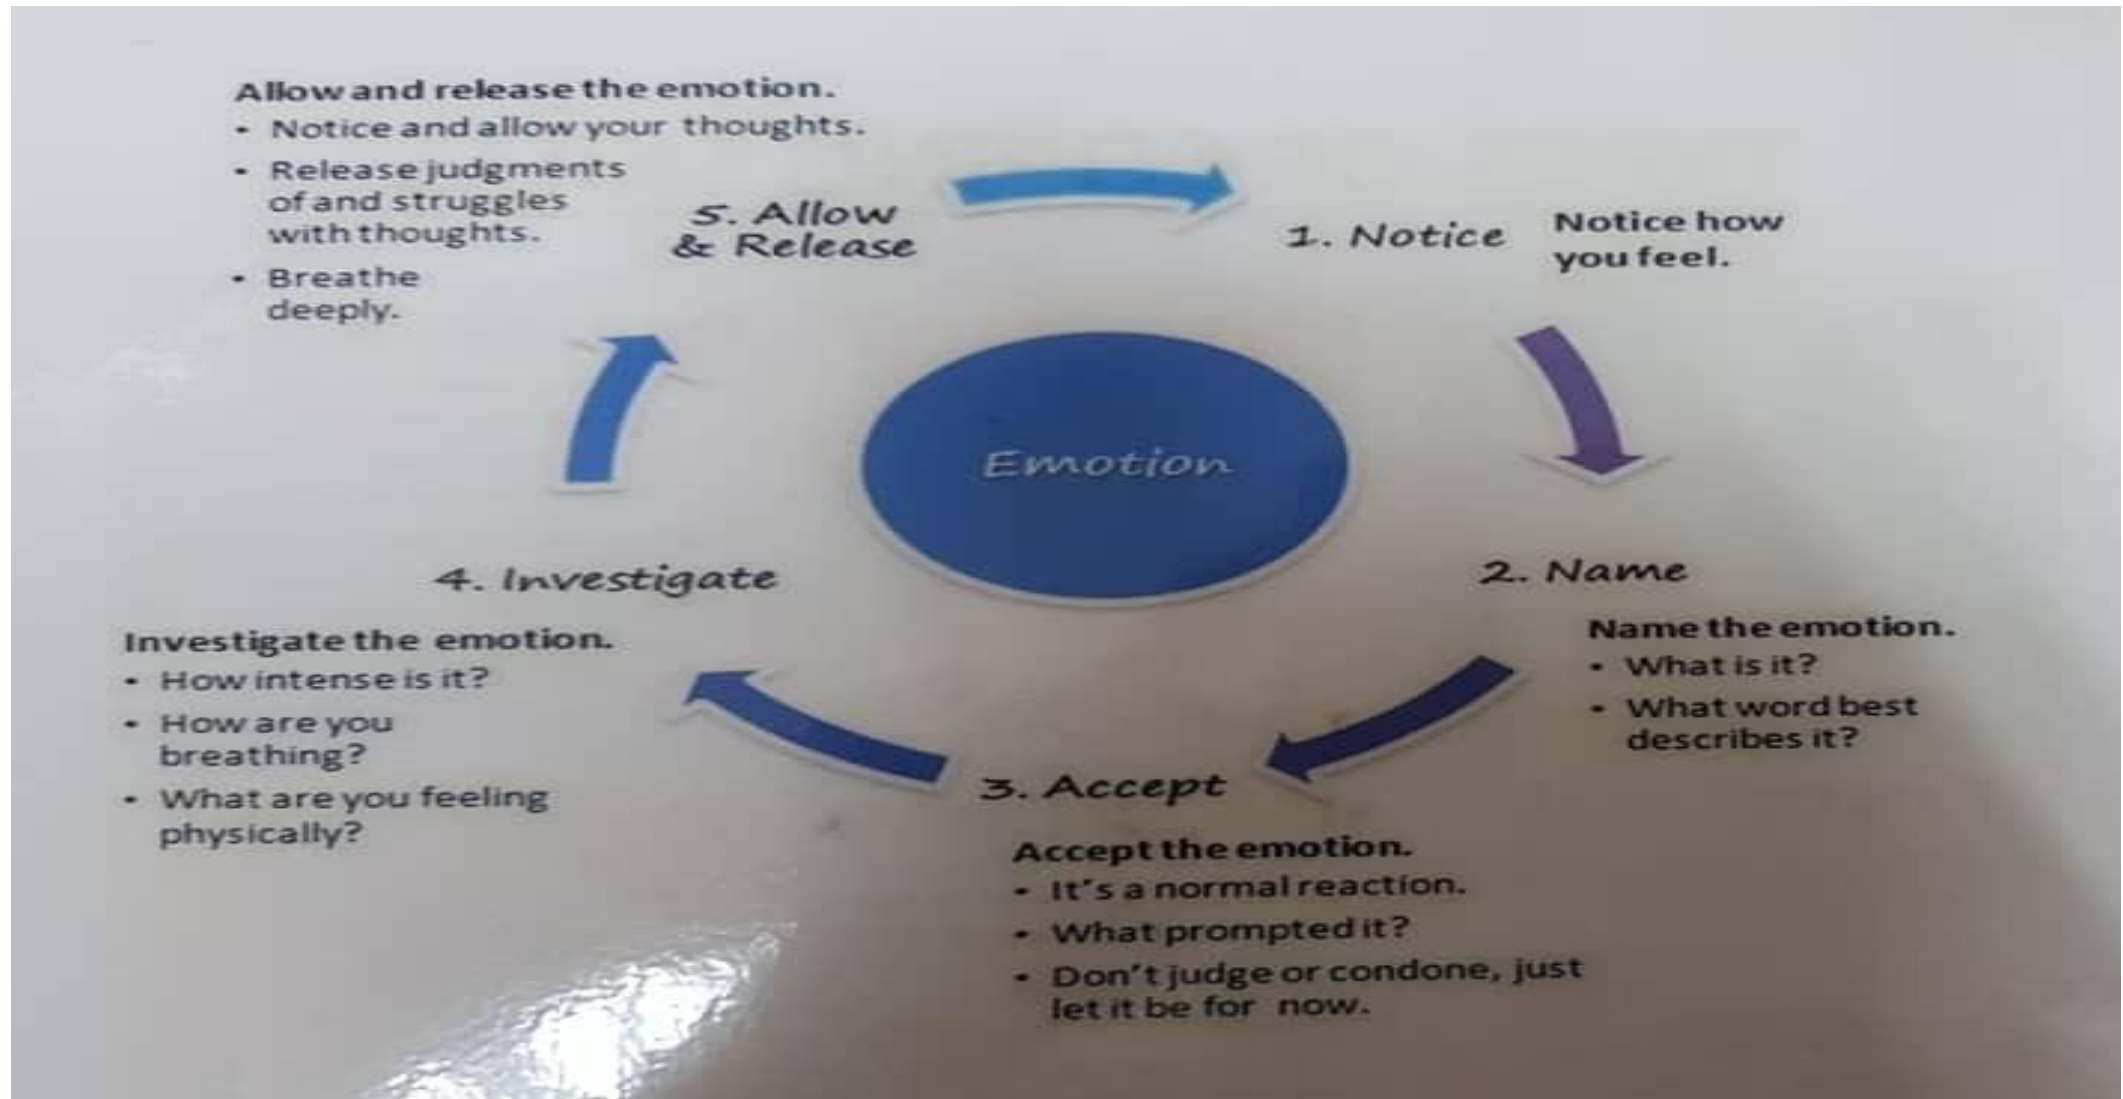 Allow and release the emotion.
• Notice and allow your thoughts.
• Release judgments
of and struggles
with thoughts.
• Breathe
deeply.
5. Allow
& Release
1. Notice
Notice how
you feel.
Emotion
2. Name
Name the emotion.
• What is it?
• What word best
describes it?
3. Accept
Accept the emotion.
• It's a normal reaction.
• What prompted it?
• Don't judge or condone, just
let it be for now.
4. Investigate
Investigate the emotion.
• How intense is it?
• How are you
breathing?
• What are you feeling
physically?